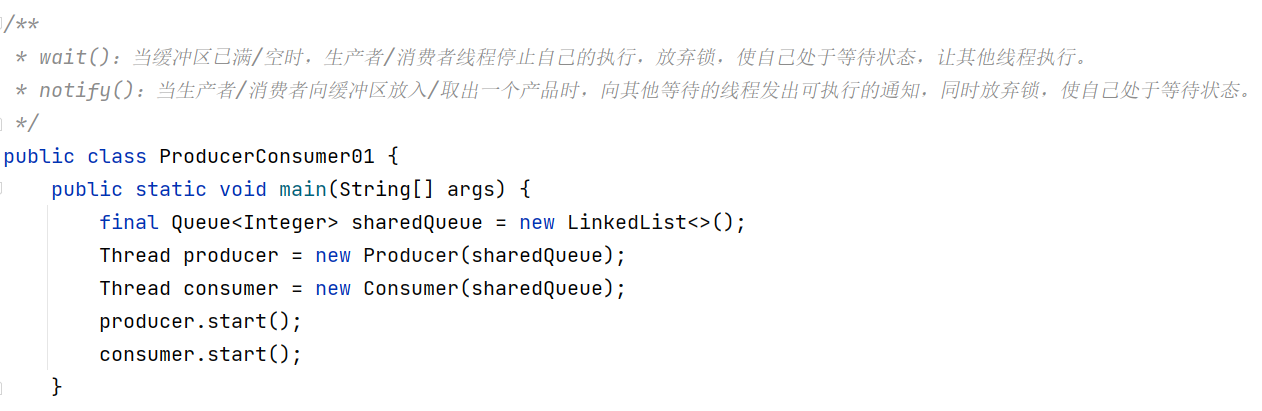 /**
 * wait()：当缓冲区已满/空时，生产者/消费者线程停止自己的执行，放弃锁，使自己处于等待状态，让其他线程执行。
 * notify()：当生产者/消费者向缓冲区放入/取出一个产品时，向其他等待的线程发出可执行的通知，同时放弃锁，使自己处于等待状态。
 */
public class ProducerConsumer01 {
    public static void main(String[] args) {
        final Queue<Integer> sharedQueue = new LinkedList<>();
        Thread producer = new Producer(sharedQueue);
        Thread consumer = new Consumer(sharedQueue);
        producer.start();
        consumer.start();
    }